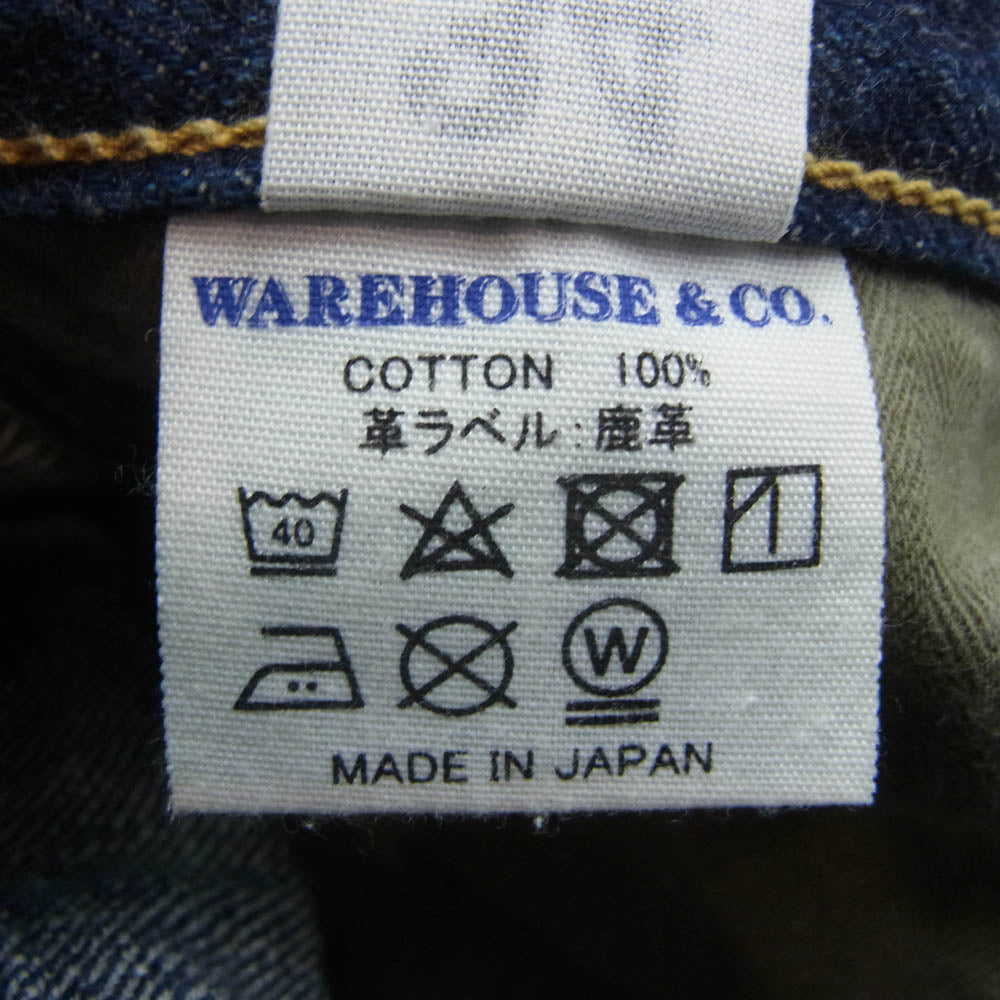 WAREHOUSE & CO.
COTTON 100%
革ラベル:鹿革
40
W
MADE IN JAPAN